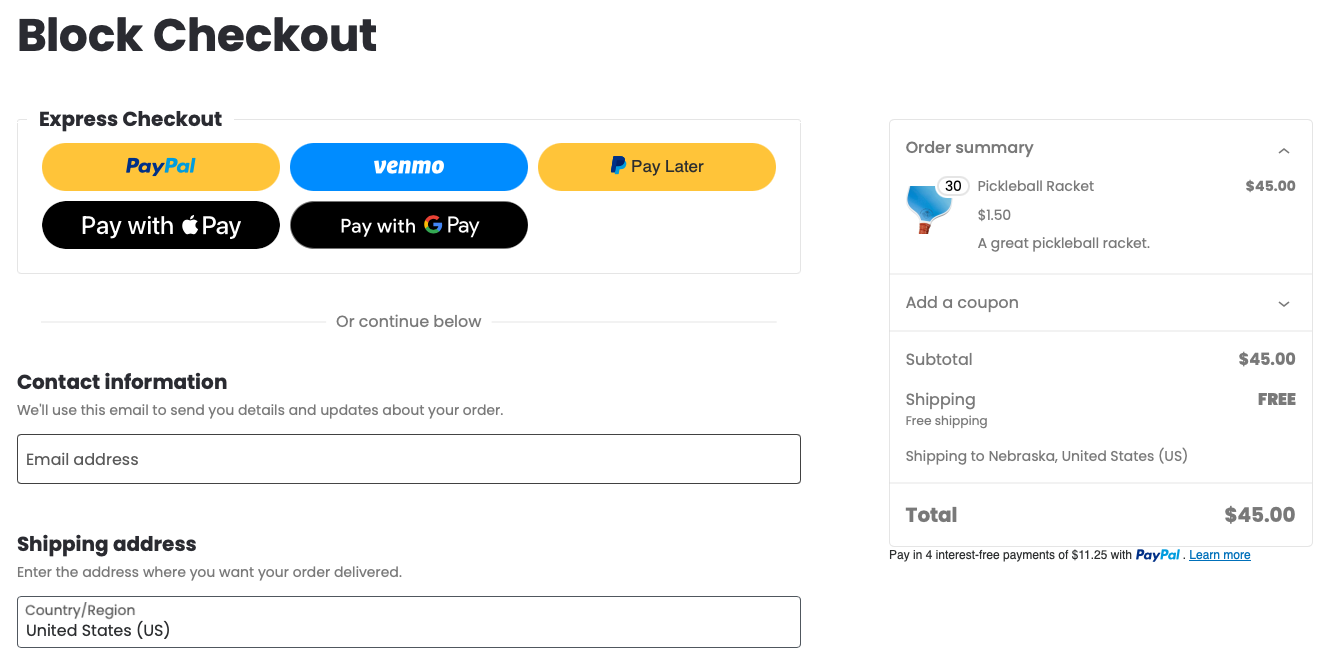 Block Checkout
Express Checkout
PayPal
venmo
Pay Later
Pay with Pay
Pay with G Pay
Or continue below
Contact information
We'll use this email to send you details and updates about your order.
Email address
Shipping address
Enter the address where you want your order delivered.
Country/Region
United States (US)
Order summary
30
Pickleball Racket
$45.00
$1.50
A great pickleball racket.
Add a coupon
Subtotal
$45.00
Shipping
FREE
Free shipping
Shipping to Nebraska, United States (US)
Total
$45.00
Pay in 4 interest-free payments of $11.25 with PayPal . Learn more